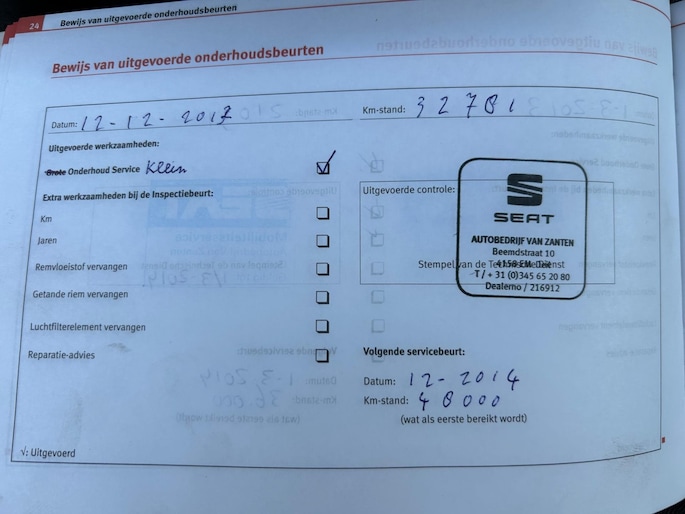 24 Bewijs van uitgevoerde onderhoudsbeurten
Bewijs van uitgevoerde onderhoudsbeurten
Datum: 12-12-2013 Km-stand: 32781
Uitgevoerde werkzaamheden:
Grote Onderhoud Service Klein
Extra werkzaamheden bij de Inspectiebeurt:
Km
Jaren
Remvloeistof vervangen
Getande riem vervangen
Luchtfilterelement vervangen
Reparatie-advies
√: Uitgevoerd
Uitgevoerde controle:
SEAT
AUTOBEDRIJF VAN ZANTEN
Beemdstraat 10
Stempel van de Dienst
T / + 31 (0)345 65 20 80
Dealerno / 216912
Volgende servicebeurt:
Datum: 12-2014
Km-stand: 48000
(wat als eerste bereikt wordt)